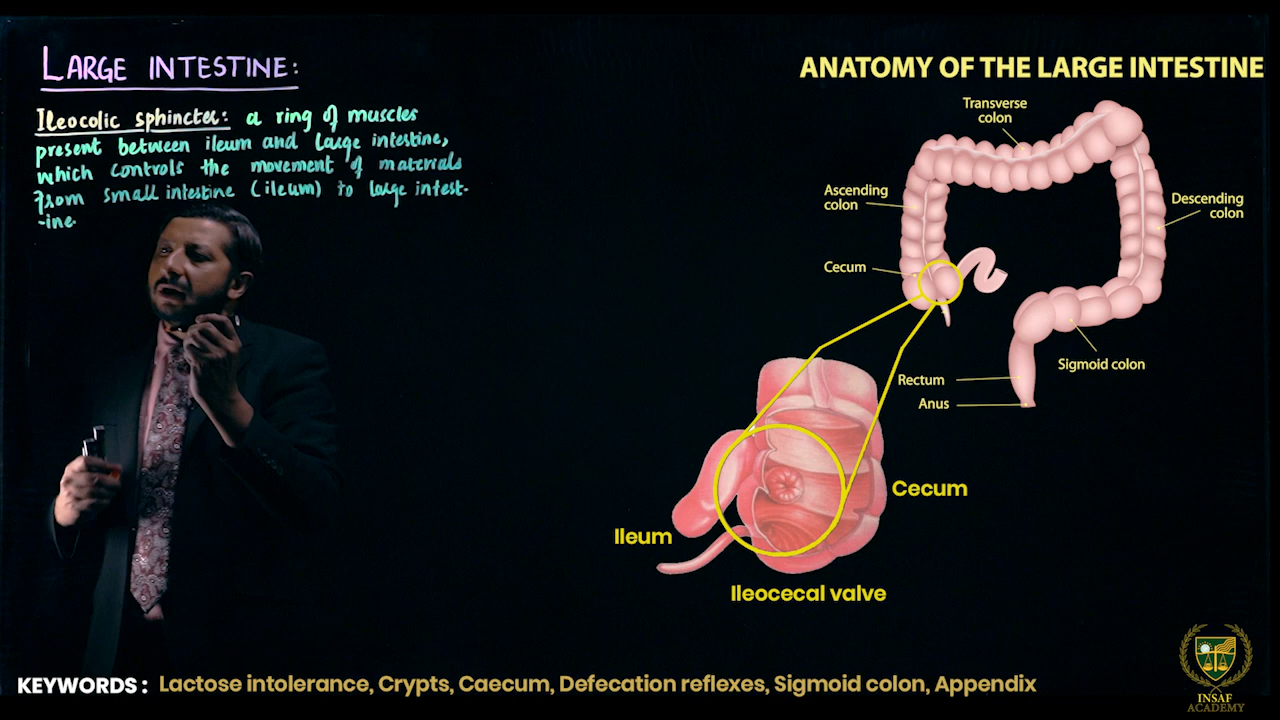 LARGE INTESTINE:
Ileocolic sphincter: a ring of muscles
present between ileum and large intestine,
which controls the movement of materials
from small intestine (ileum) to large intest-
-ine.
ANATOMY OF THE LARGE INTESTINE
Transverse
colon
Ascending
colon
Descending
colon
Cecum
Sigmoid colon
Rectum
Anus
Cecum
Ileum
Ileocecal valve
KEYWORDS : Lactose intolerance, Crypts, Caecum, Defecation reflexes, Sigmoid colon, Appendix
INSAF
ACADEMY